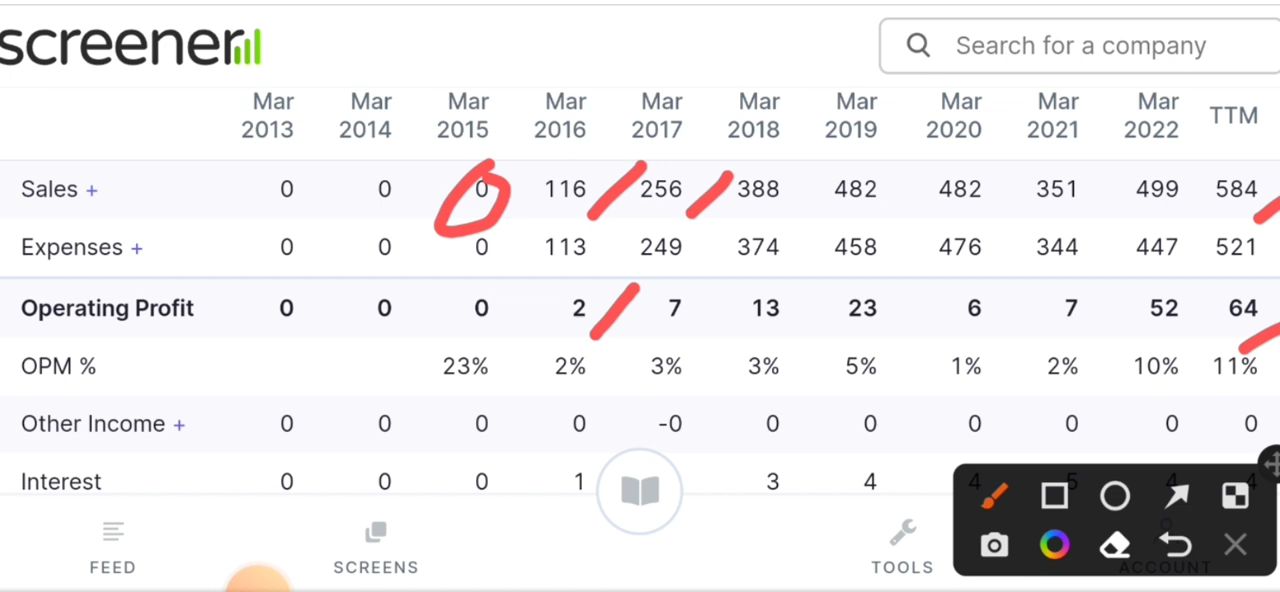 screener
Search for a company
Mar 2013 Mar 2014 Mar 2015 Mar 2016 Mar 2017 Mar 2018 Mar 2019 Mar 2020 Mar 2021 Mar 2022 TTM
Sales + 0 0 0 116 256 388 482 482 351 499 584
Expenses + 0 0 0 113 249 374 458 476 344 447 521
Operating Profit 0 0 0 2 7 13 23 6 7 52 64
OPM % 23% 2% 3% 3% 5% 1% 2% 10% 11%
Other Income + 0 0 0 0 -0 0 0 0 0 0 0
Interest 0 0 0 1 3 4 4 5 4 4
FEED SCREENS TOOLS ACCOUNT